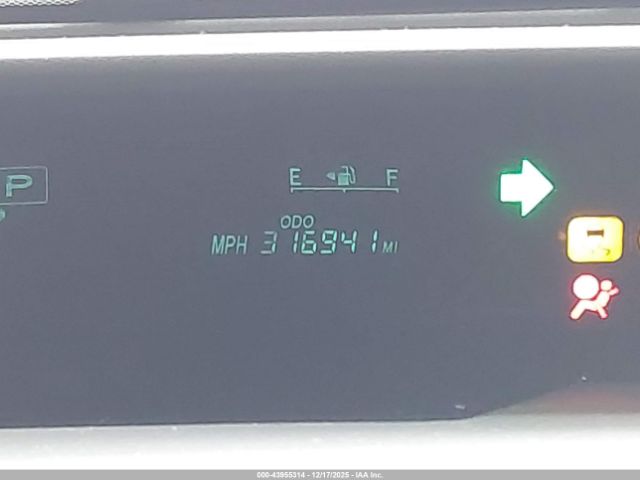 P
E F
ODO
MPH 316941 MI
000-43955314 - 12/17/2025 - IAA Inc.